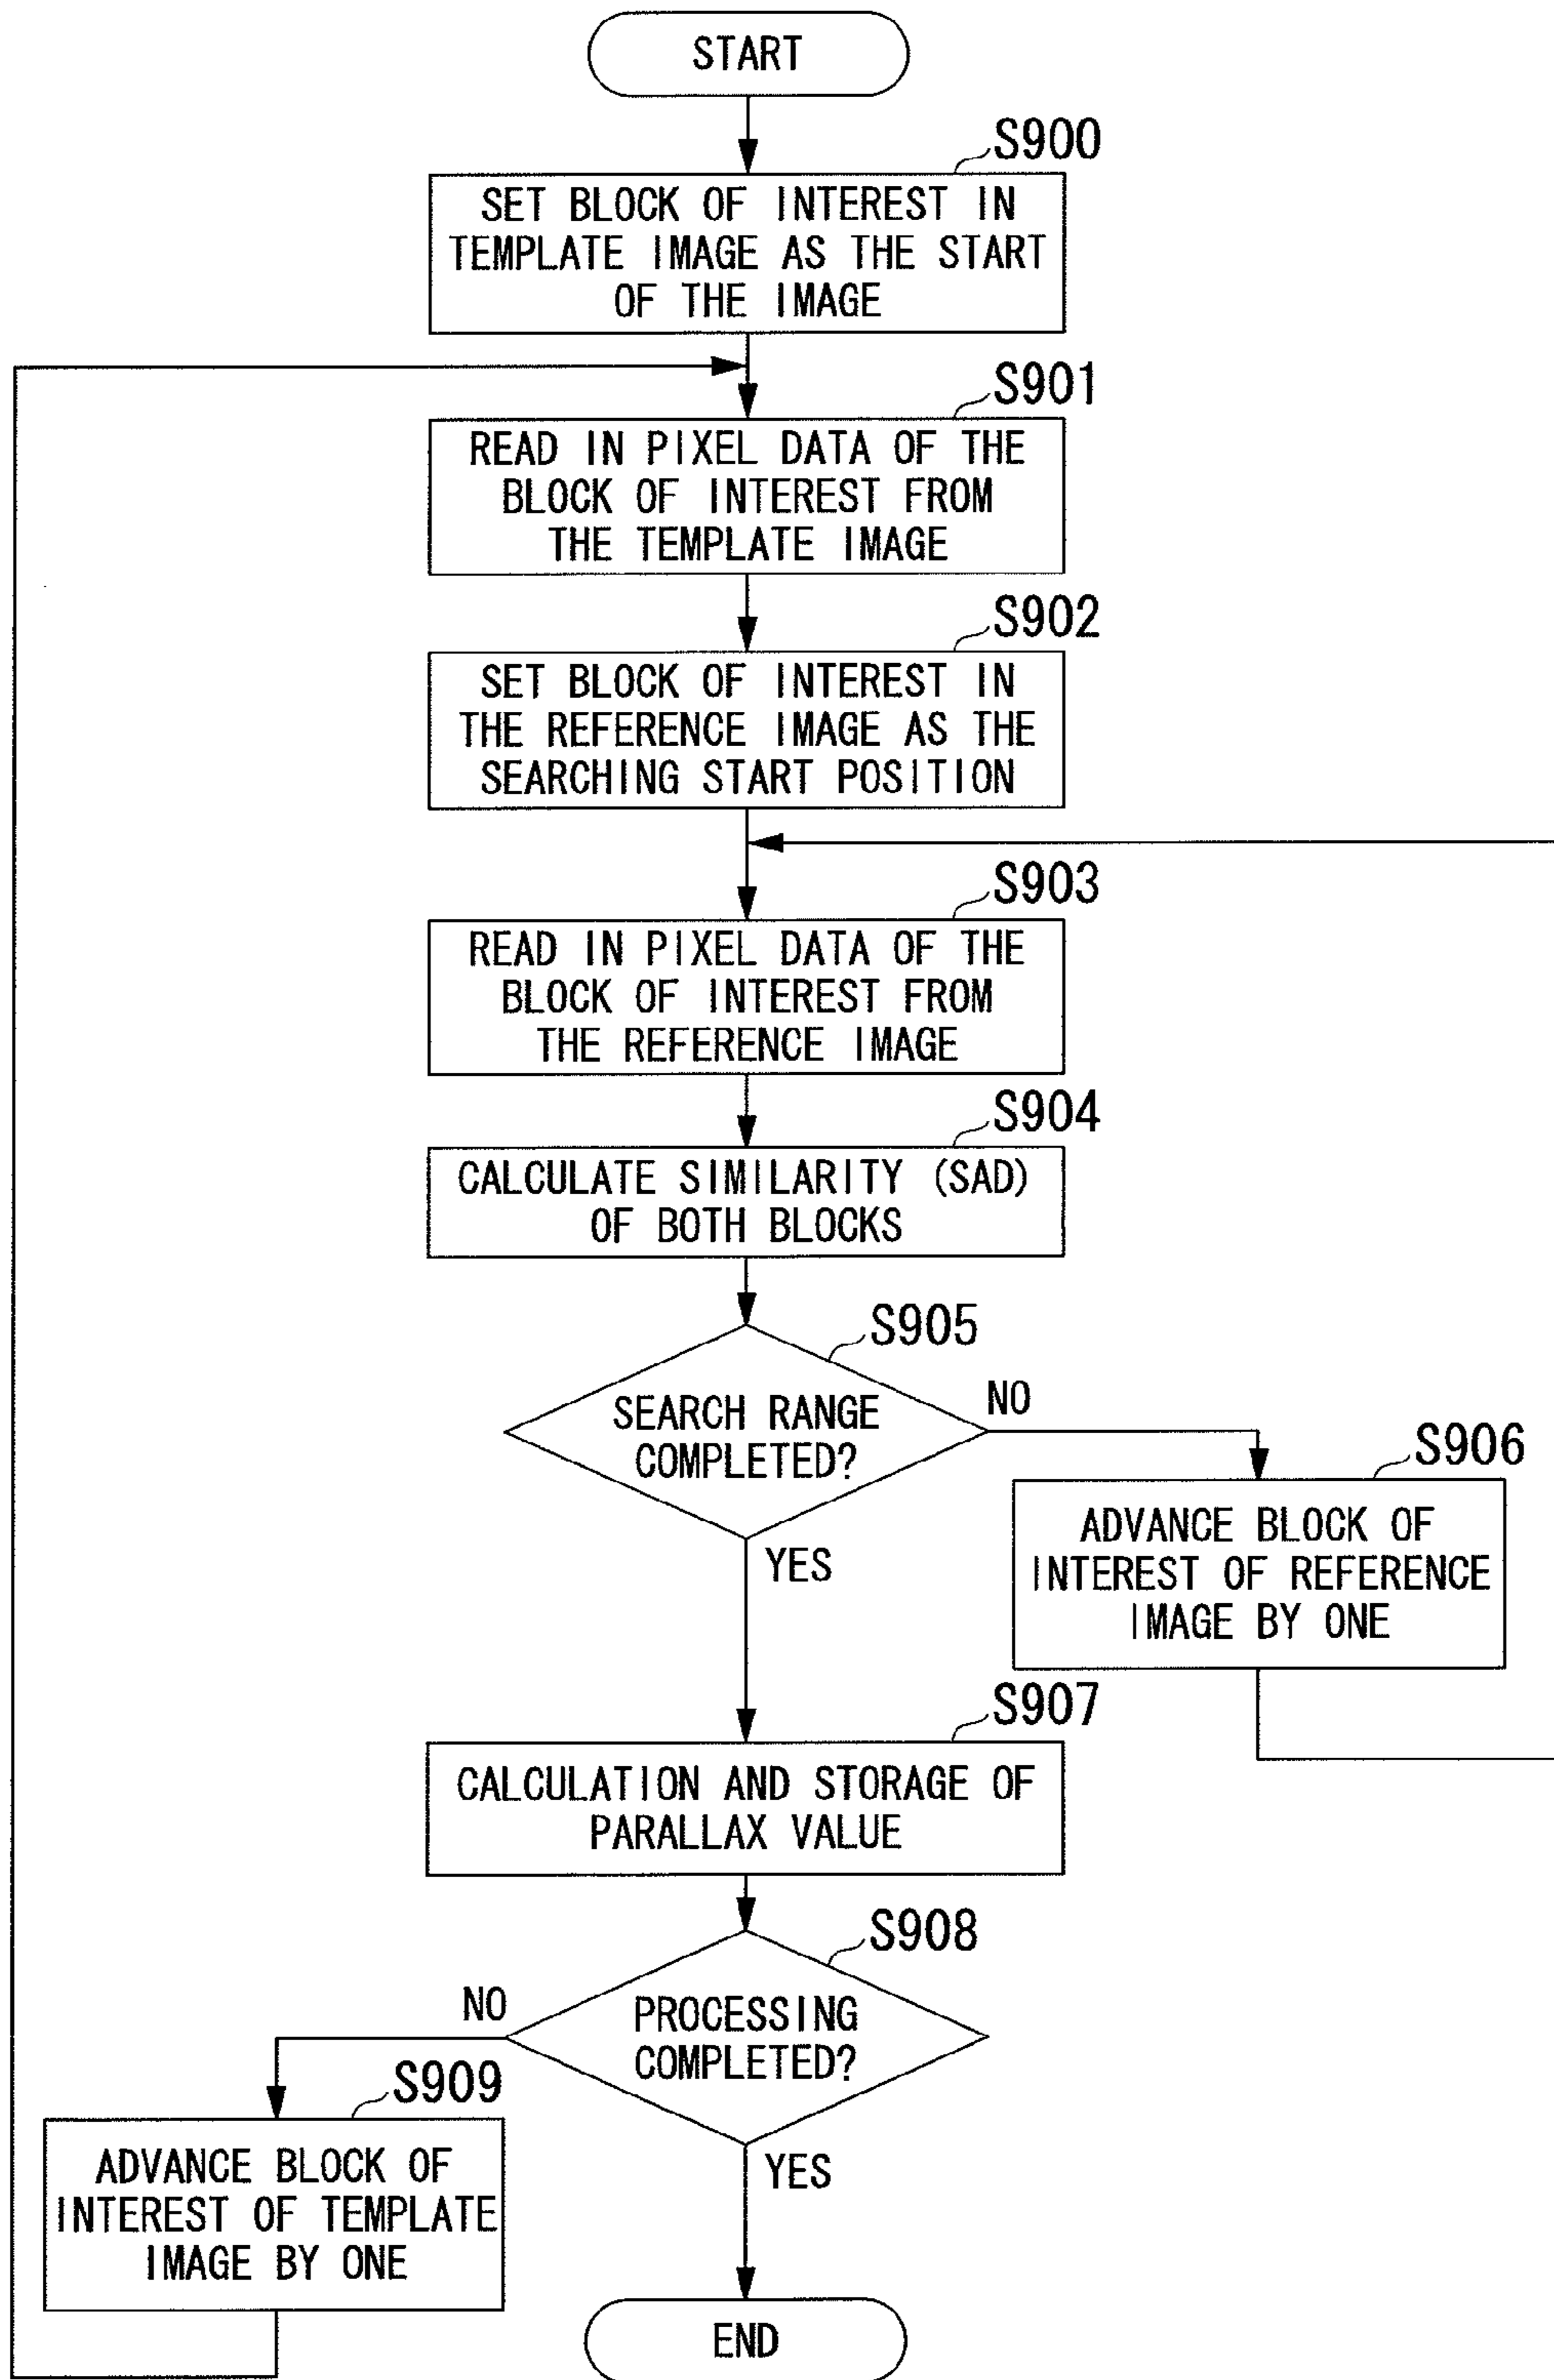 START
S900
SET BLOCK OF INTEREST IN
TEMPLATE IMAGE AS THE START
OF THE IMAGE
S901
READ IN PIXEL DATA OF THE
BLOCK OF INTEREST FROM
THE TEMPLATE IMAGE
S902
SET BLOCK OF INTEREST IN
THE REFERENCE IMAGE AS THE
SEARCHING START POSITION
S903
READ IN PIXEL DATA OF THE
BLOCK OF INTEREST FROM
THE REFERENCE IMAGE
S904
CALCULATE SIMILARITY (SAD)
OF BOTH BLOCKS
S905
SEARCH RANGE
COMPLETED?
NO
YES
S906
ADVANCE BLOCK OF
INTEREST OF REFERENCE
IMAGE BY ONE
S907
CALCULATION AND STORAGE OF
PARALLAX VALUE
S908
PROCESSING
COMPLETED?
NO
YES
S909
ADVANCE BLOCK OF
INTEREST OF TEMPLATE
IMAGE BY ONE
END